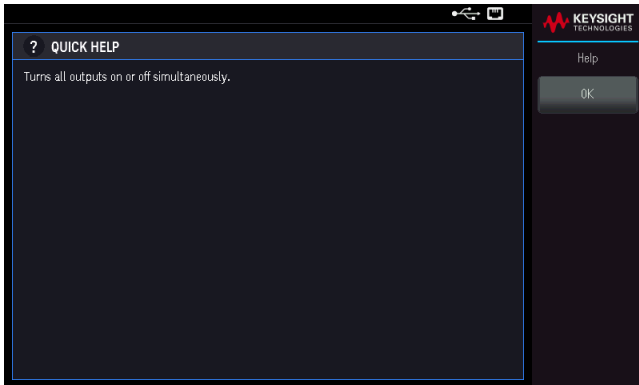 KEYSIGHT
TECHNOLOGIES
? QUICK HELP
Help
Turns all outputs on or off simultaneously.
OK